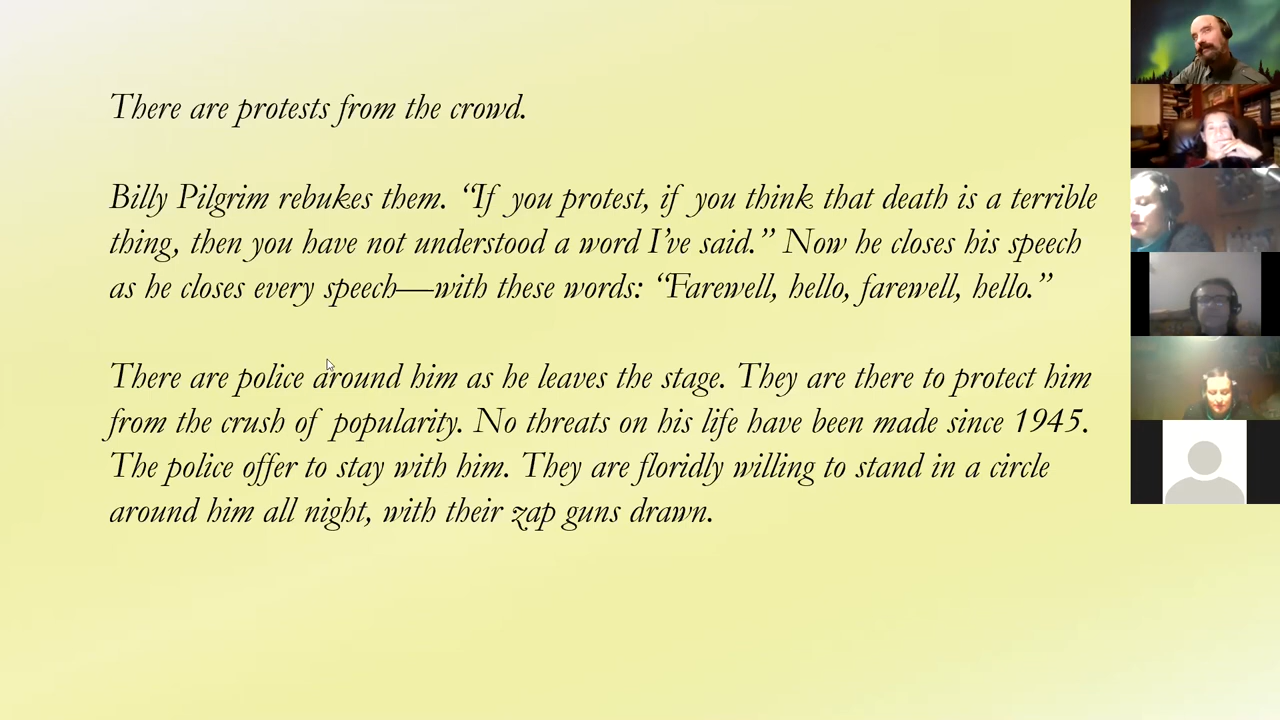 There are protests from the crowd.
Billy Pilgrim rebukes them. “If you protest, if you think that death is a terrible
thing, then you have not understood a word I’ve said.” Now he closes his speech
as he closes every speech—with these words: “Farewell, hello, farewell, hello.”
There are police around him as he leaves the stage. They are there to protect him
from the crush of popularity. No threats on his life have been made since 1945.
The police offer to stay with him. They are floridly willing to stand in a circle
around him all night, with their zap guns drawn.